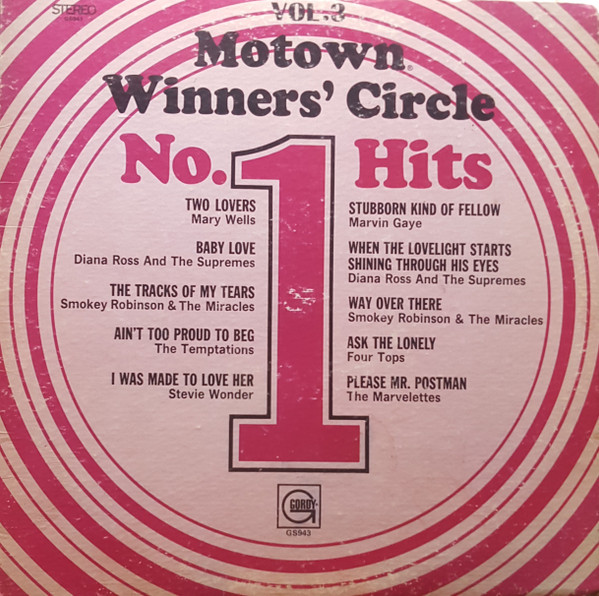 STEREO
VOL.3
Motown
Winners' Circle
No. 1 Hits
TWO LOVERS
Mary Wells
BABY LOVE
Diana Ross And The Supremes
THE TRACKS OF MY TEARS
Smokey Robinson & The Miracles
AIN'T TOO PROUD TO BEG
The Temptations
I WAS MADE TO LOVE HER
Stevie Wonder
STUBBORN KIND OF FELLOW
Marvin Gaye
WHEN THE LOVELIGHT STARTS
SHINING THROUGH HIS EYES
Diana Ross And The Supremes
WAY OVER THERE
Smokey Robinson & The Miracles
ASK THE LONELY
Four Tops
PLEASE MR. POSTMAN
The Marvelettes
GORDY
GS943